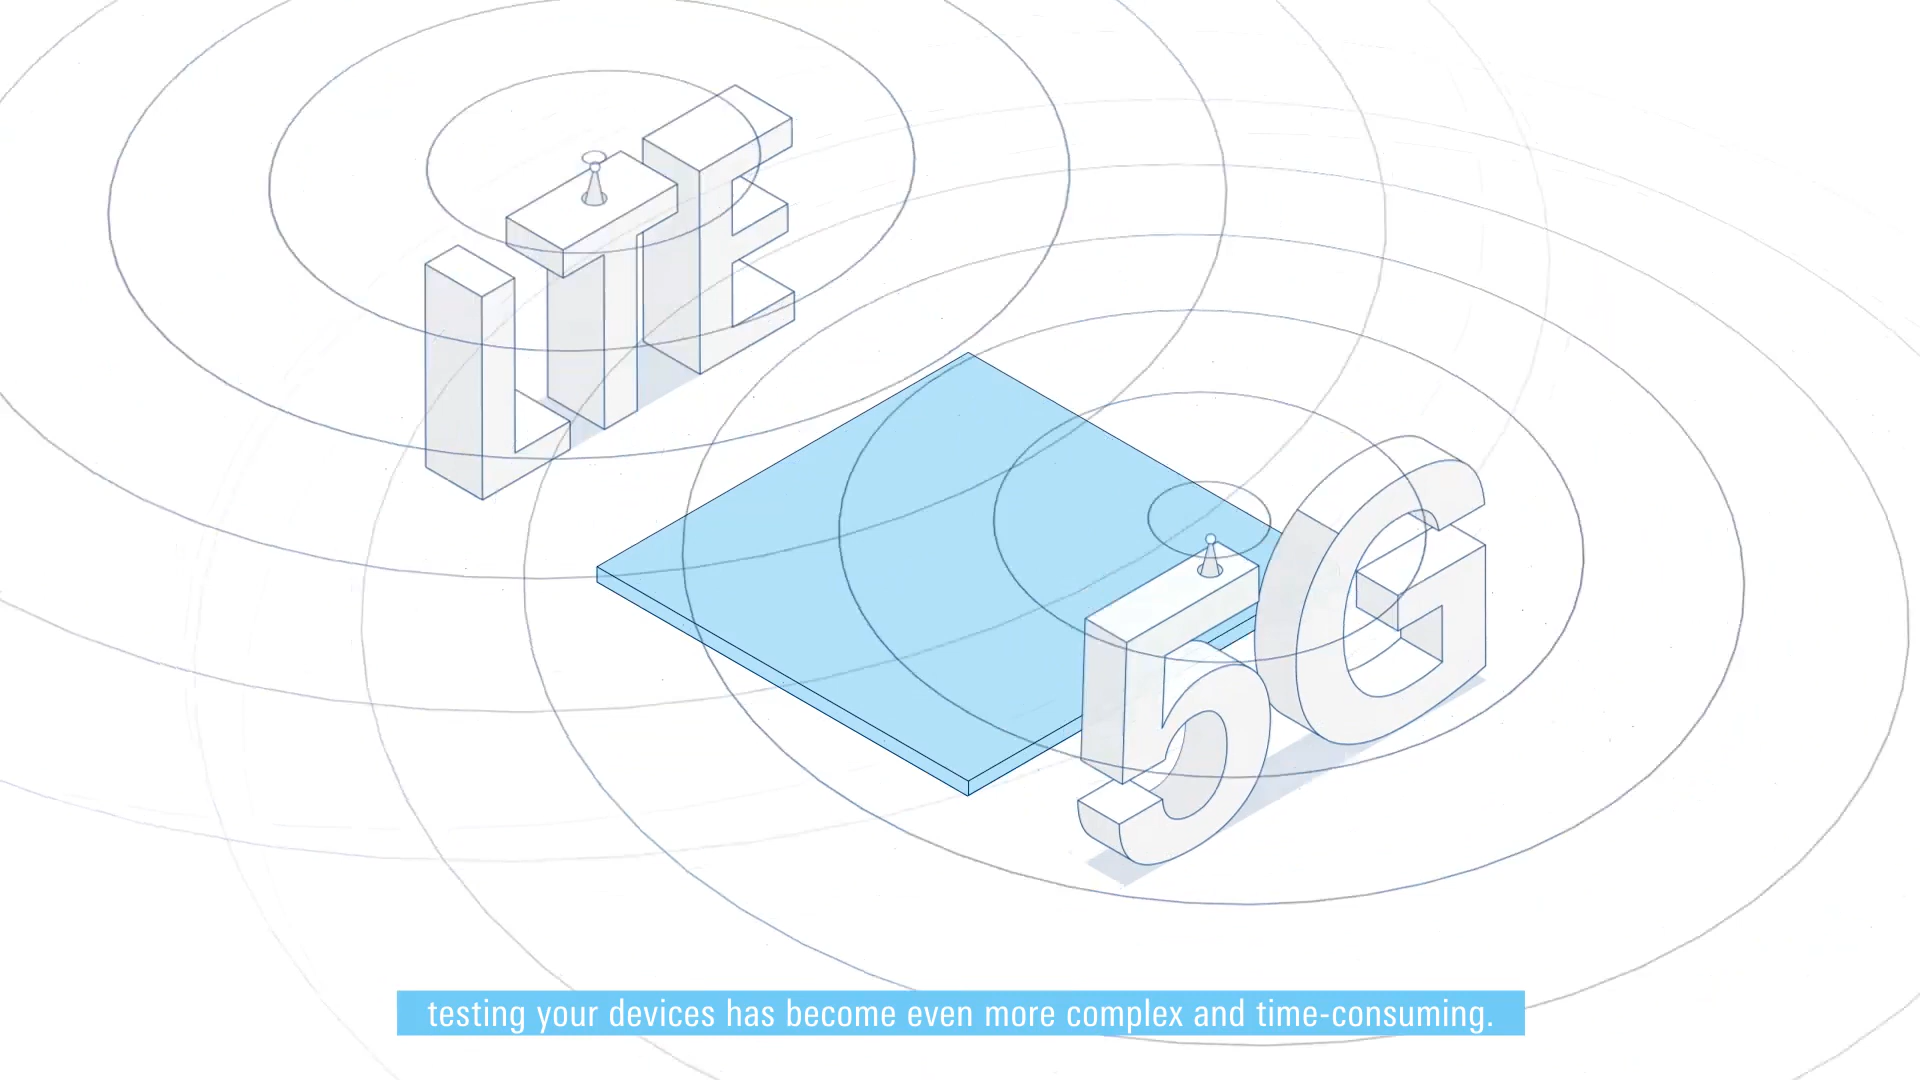 LTE
5G
testing your devices has become even more complex and time-consuming.